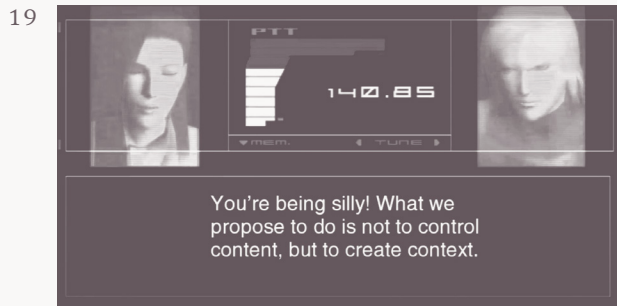 19
PTT
140.85
▼MEM. ◀ TUNE ▶
You're being silly! What we
propose to do is not to control
content, but to create context.